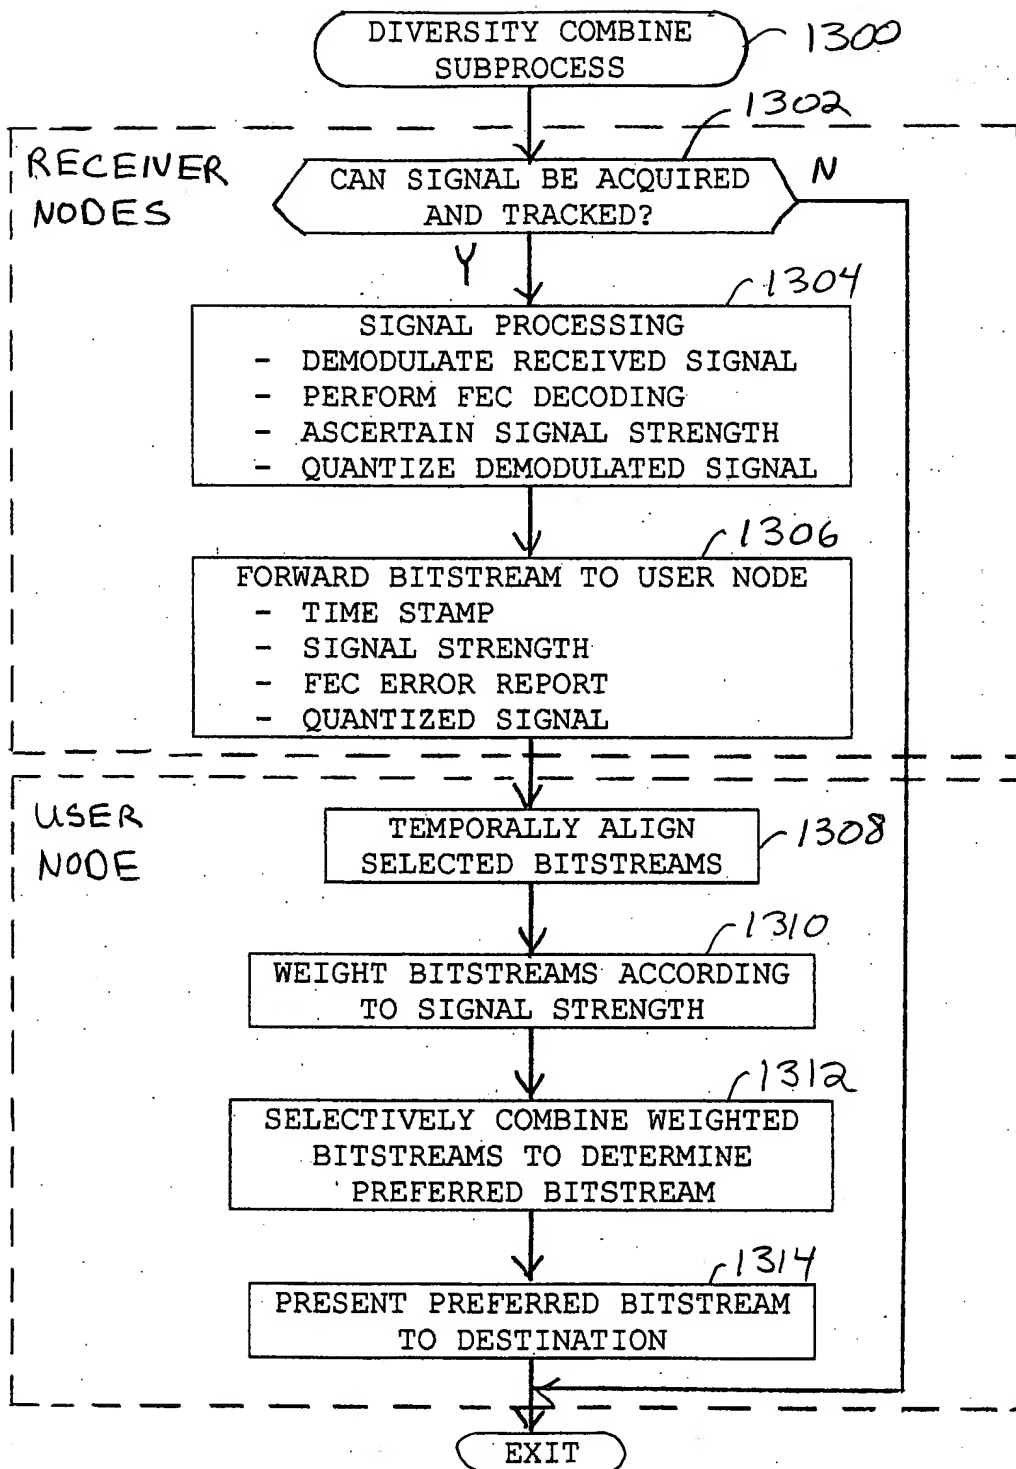 DIVERSITY COMBINE
SUBPROCESS
1300
1302
RECEIVER
NODES
CAN SIGNAL BE ACQUIRED
AND TRACKED?
N
Y
1304
SIGNAL PROCESSING
- DEMODULATE RECEIVED SIGNAL
- PERFORM FEC DECODING
- ASCERTAIN SIGNAL STRENGTH
- QUANTIZE DEMODULATED SIGNAL
1306
FORWARD BITSTREAM TO USER NODE
- TIME STAMP
- SIGNAL STRENGTH
- FEC ERROR REPORT
- QUANTIZED SIGNAL
USER
NODE
TEMPORALLY ALIGN
SELECTED BITSTREAMS
1308
1310
WEIGHT BITSTREAMS ACCORDING
TO SIGNAL STRENGTH
1312
SELECTIVELY COMBINE WEIGHTED
BITSTREAMS TO DETERMINE
PREFERRED BITSTREAM
1314
PRESENT PREFERRED BITSTREAM
TO DESTINATION
EXIT